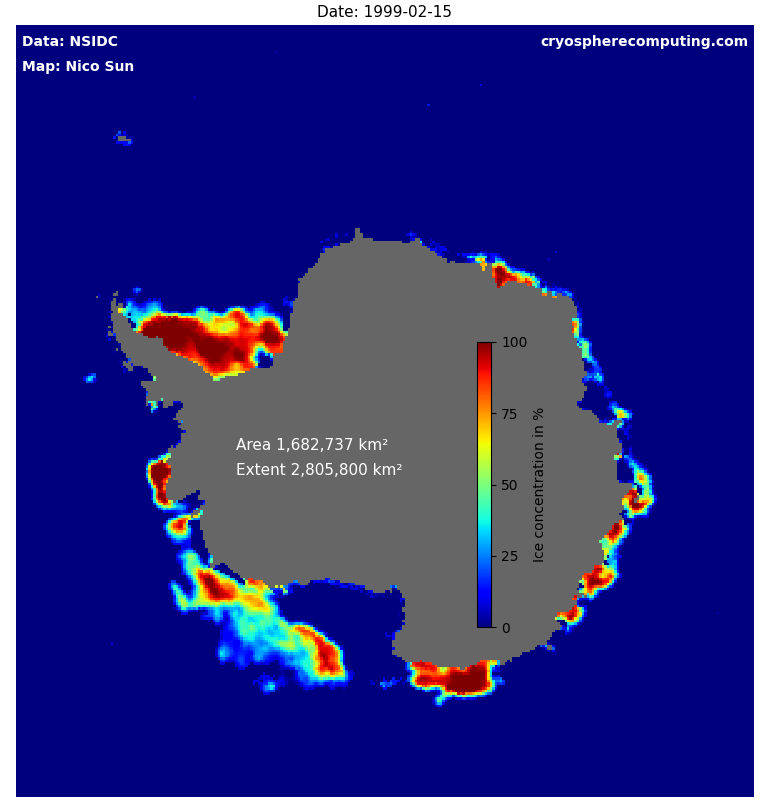 Date: 1999-02-15
Data: NSIDC
cryospherecomputing.com
Map: Nico Sun
100
75
50
25
0
Ice concentration in %
Area 1,682,737 km²
Extent 2,805,800 km²